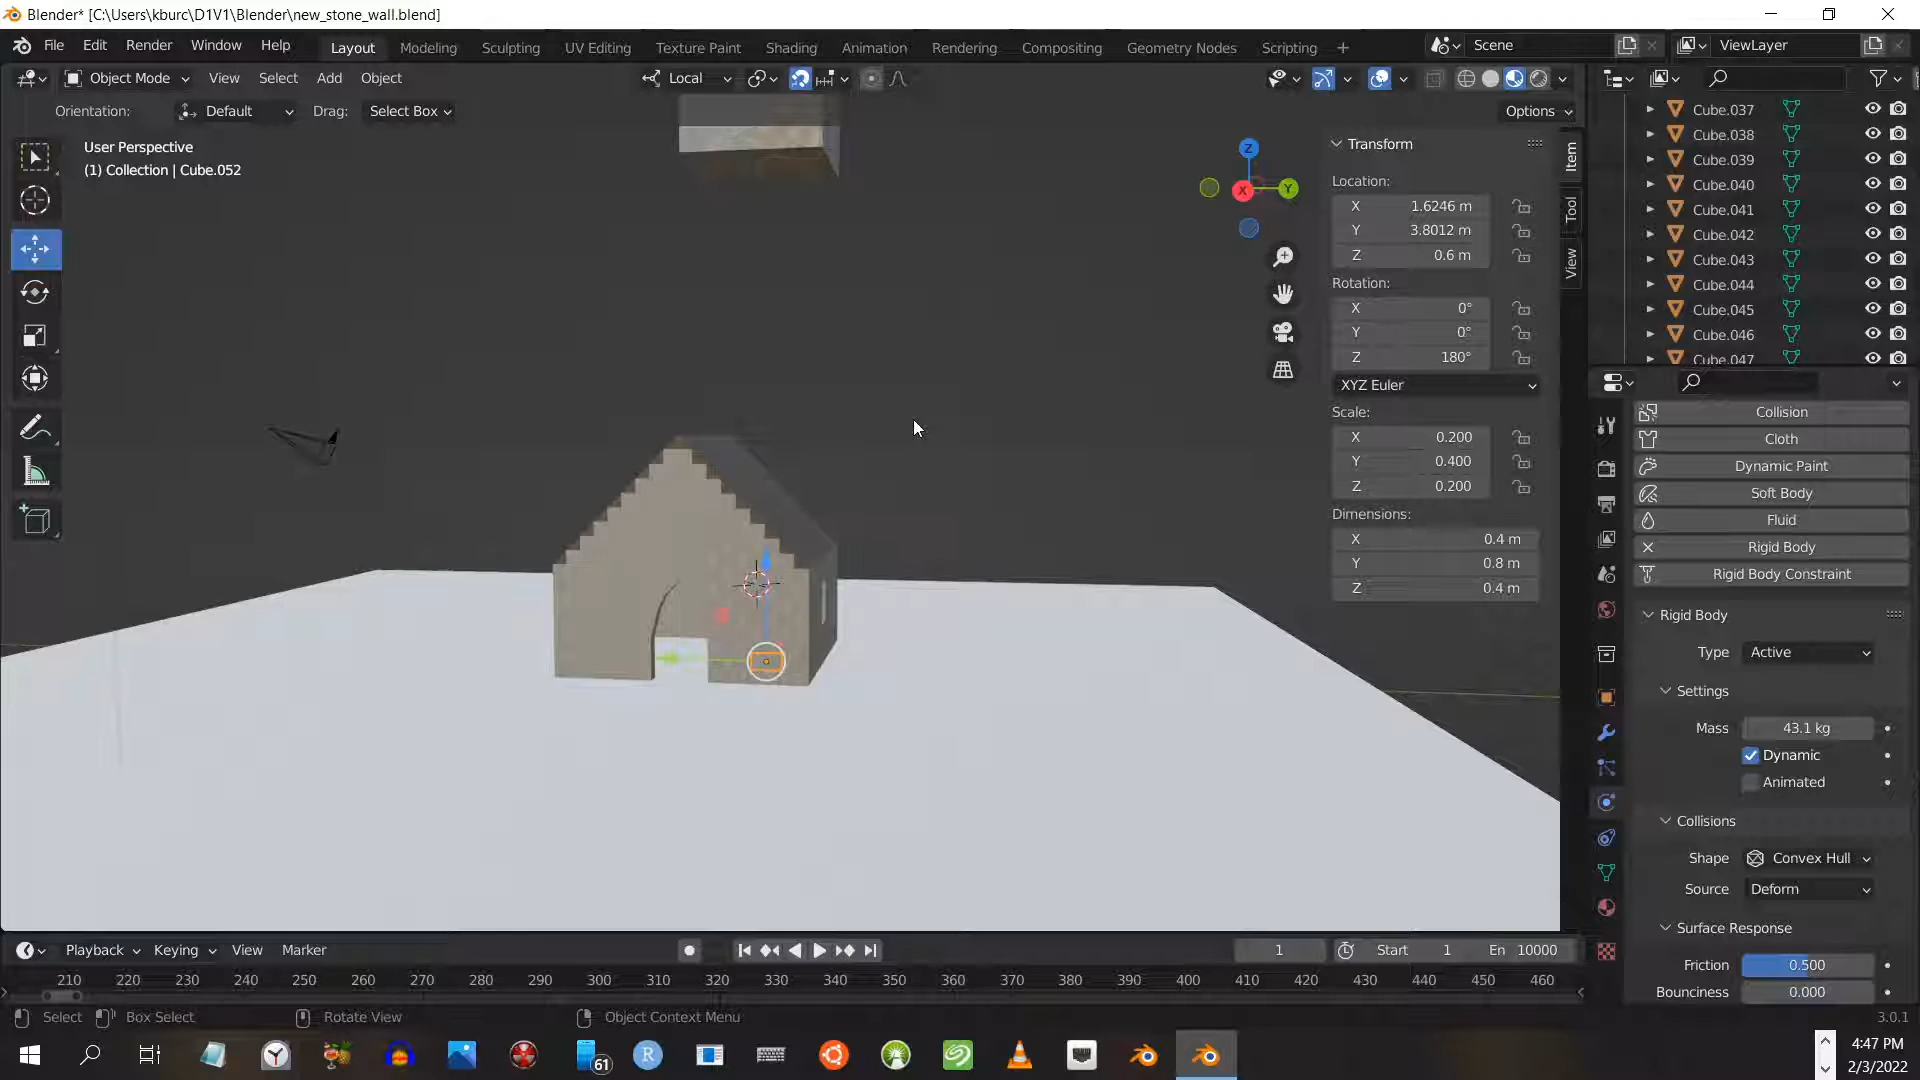 Blender* [C:\Users\kburc\D1V1\Blender\new_stone_wall.blend]
File Edit Render Window Help
Layout Modeling Sculpting UV Editing Texture Paint Shading Animation Rendering Compositing Geometry Nodes Scripting +
Scene
ViewLayer
Object Mode View Select Add Object
Local
Orientation: Default Drag: Select Box
Options
User Perspective
(1) Collection | Cube.052
Z
X
Y
Transform
Location:
X 1.6246 m
Y 3.8012 m
Z 0.6 m
Rotation:
X 0°
Y 0°
Z 180°
XYZ Euler
Scale:
X 0.200
Y 0.400
Z 0.200
Dimensions:
X 0.4 m
Y 0.8 m
Z 0.4 m
Item
Tool
View
Cube.037
Cube.038
Cube.039
Cube.040
Cube.041
Cube.042
Cube.043
Cube.044
Cube.045
Cube.046
Cube.047
Collision
Cloth
Dynamic Paint
Soft Body
Fluid
Rigid Body
Rigid Body Constraint
Rigid Body
Type Active
Settings
Mass 43.1 kg
Dynamic
Animated
Collisions
Shape Convex Hull
Source Deform
Surface Response
Friction 0.500
Bounciness 0.000
Playback Keying View Marker
1 Start 1 En 10000
210 220 230 240 250 260 270 280 290 300 310 320 330 340 350 360 370 380 390 400 410 420 430 440 450 460
Select Box Select Rotate View Object Context Menu
3.0.1
61
R
4:47 PM
2/3/2022